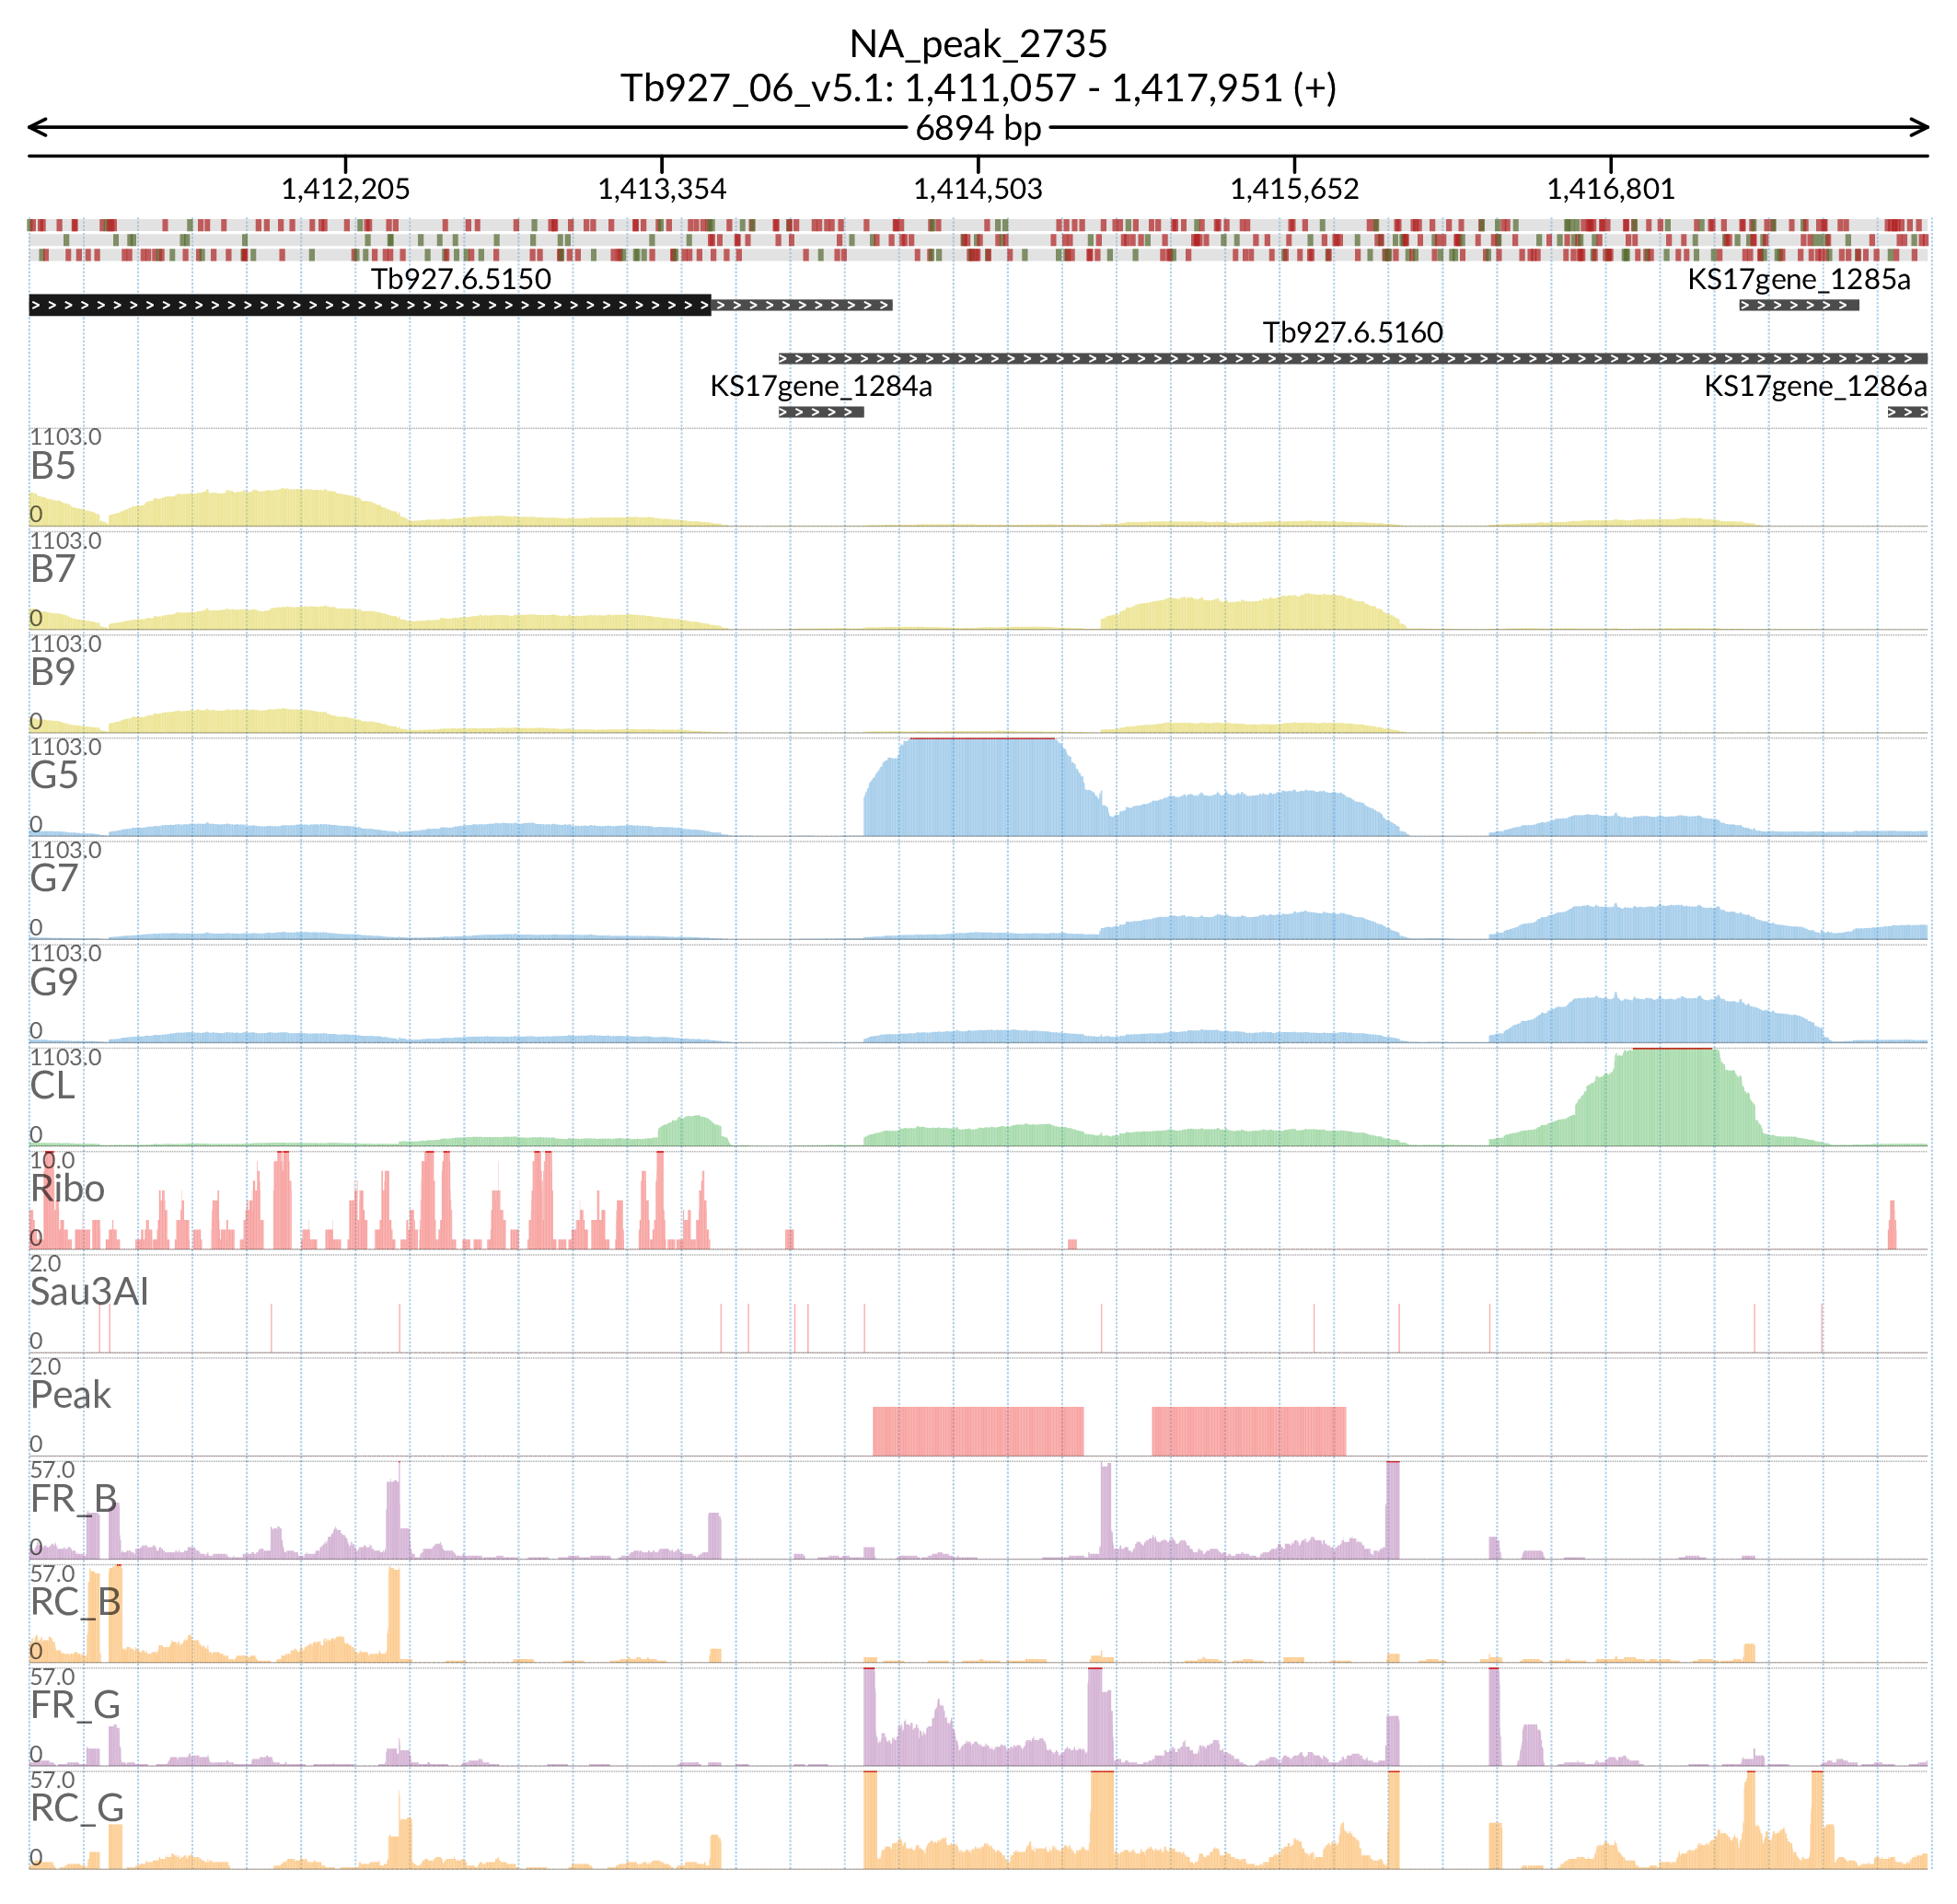 NA_peak_2735
Tb927_06_v5.1: 1,411,057 - 1,417,951 (+)
6894 bp
1,412,205 1,413,354 1,414,503 1,415,652 1,416,801
Tb927.6.5150 KS17gene_1285a
Tb927.6.5160
KS17gene_1284a KS17gene_1286a
1103.0
B5
0
1103.0
B7
0
1103.0
B9
0
1103.0
G5
0
1103.0
G7
0
1103.0
G9
0
1103.0
CL
0
10.0
Ribo
0
2.0
Sau3AI
0
2.0
Peak
0
57.0
FR_B
0
57.0
RC_B
0
57.0
FR_G
0
57.0
RC_G
0